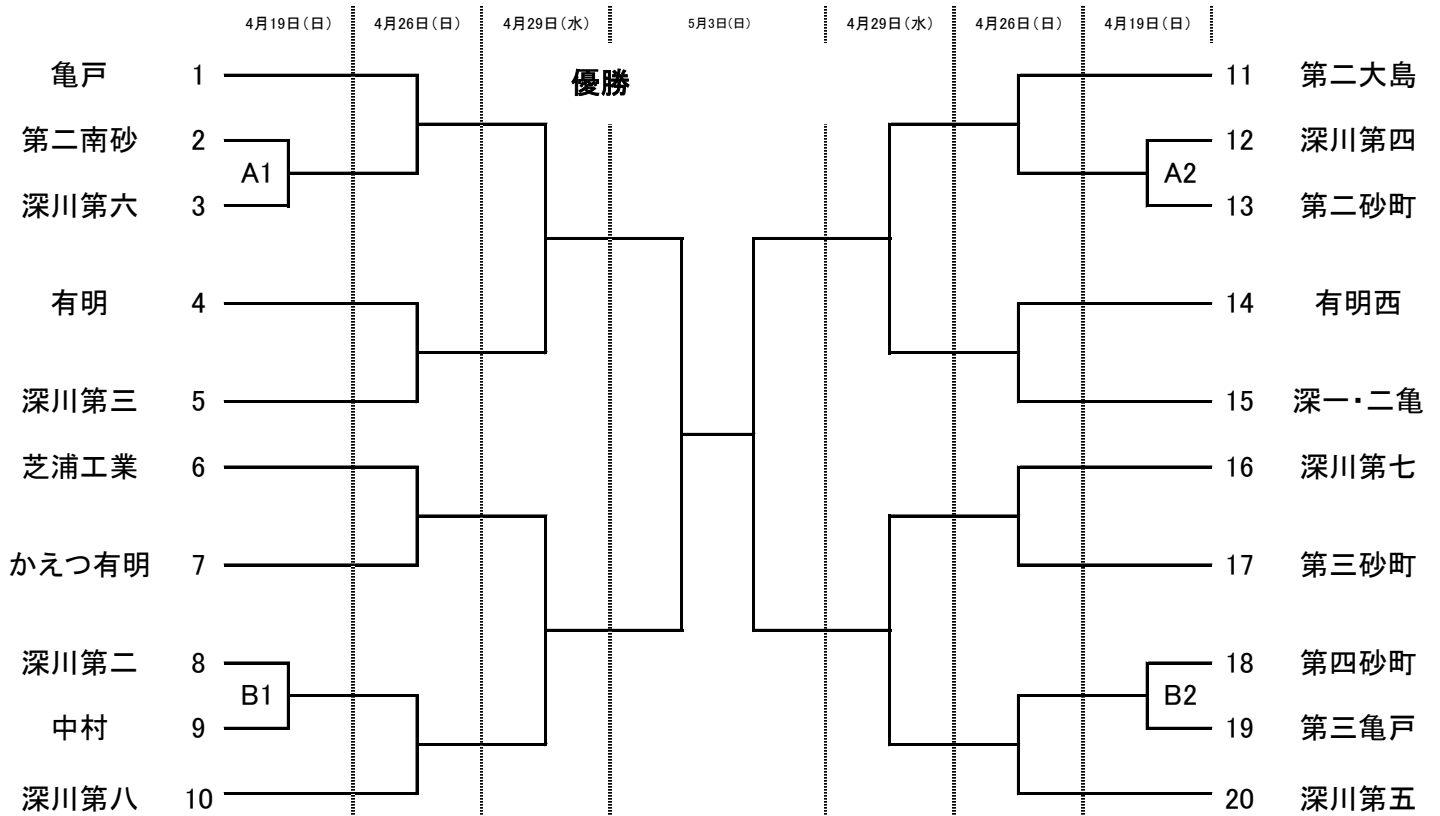 4月19日(日) 4月26日(日) 4月29日(水) 5月3日(日) 4月29日(水) 4月26日(日) 4月19日(日)
優勝
亀戸 1 11 第二大島
第二南砂 2 12 深川第四
A1 A2
深川第六 3 13 第二砂町
有明 4 14 有明西
深川第三 5 15 深一・二亀
芝浦工業 6 16 深川第七
かえつ有明 7 17 第三砂町
深川第二 8 18 第四砂町
B1 B2
中村 9 19 第三亀戸
深川第八 10 20 深川第五